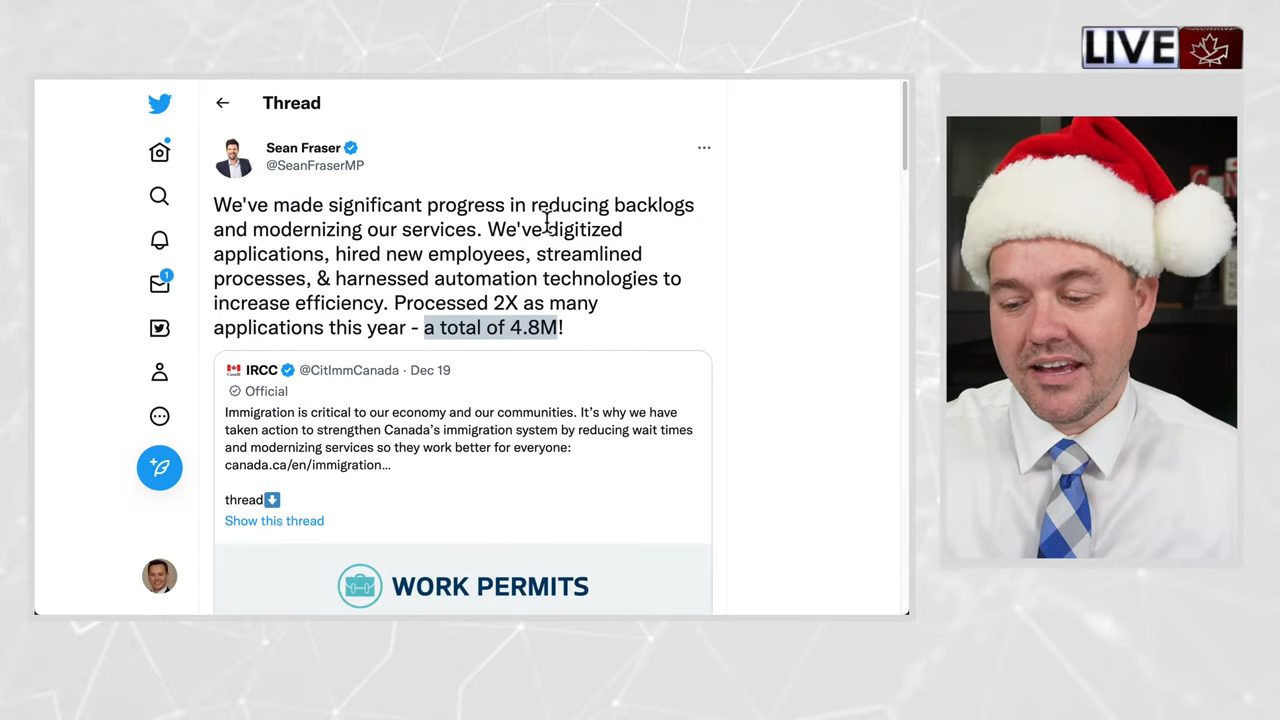 LIVE
Thread
Sean Fraser
@SeanFraserMP
We've made significant progress in reducing backlogs
and modernizing our services. We've digitized
applications, hired new employees, streamlined
processes, & harnessed automation technologies to
increase efficiency. Processed 2X as many
applications this year - a total of 4.8M!
IRCC @CitImmCanada · Dec 19
Official
Immigration is critical to our economy and our communities. It's why we have
taken action to strengthen Canada's immigration system by reducing wait times
and modernizing services so they work better for everyone:
canada.ca/en/immigration…
thread⬇️
Show this thread
WORK PERMITS
1